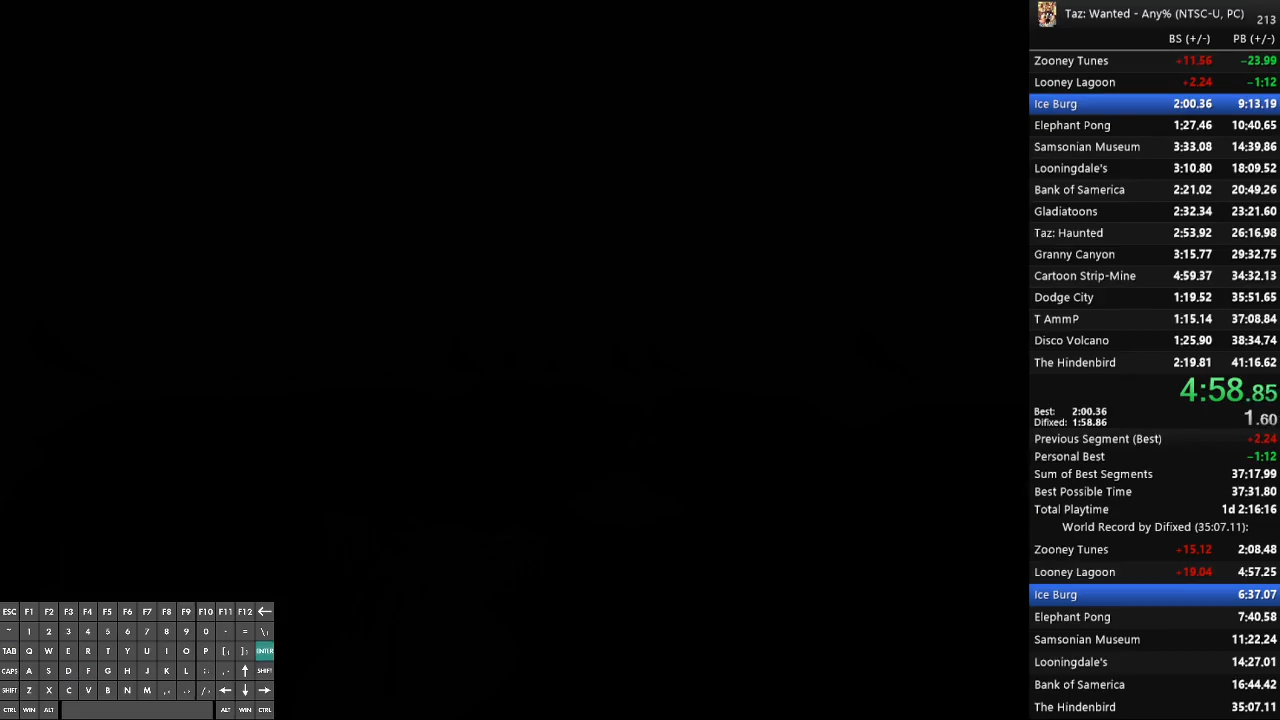 Taz: Wanted - Any% (NTSC-U, PC) 213
BS (+/-) PB (+/-)
Zooney Tunes +11.56 −23.99
Looney Lagoon +2.24 −1:12
Ice Burg 2:00.36 9:13.19
Elephant Pong 1:27.46 10:40.65
Samsonian Museum 3:33.08 14:39.86
Looningdale's 3:10.80 18:09.52
Bank of Samerica 2:21.02 20:49.26
Gladiatoons 2:32.34 23:21.60
Taz: Haunted 2:53.92 26:16.98
Granny Canyon 3:15.77 29:32.75
Cartoon Strip-Mine 4:59.37 34:32.13
Dodge City 1:19.52 35:51.65
T AmmP 1:15.14 37:08.84
Disco Volcano 1:25.90 38:34.74
The Hindenbird 2:19.81 41:16.62
4:58.85
Best: 2:00.36
Difixed: 1:58.86 1.60
Previous Segment (Best) +2.24
Personal Best −1:12
Sum of Best Segments 37:17.99
Best Possible Time 37:31.80
Total Playtime 1d 2:16:16
World Record by Difixed (35:07.11):
Zooney Tunes +15.12 2:08.48
Looney Lagoon +19.04 4:57.25
Ice Burg 6:37.07
Elephant Pong 7:40.58
Samsonian Museum 11:22.24
Looningdale's 14:27.01
Bank of Samerica 16:44.42
The Hindenbird 35:07.11
ESC F1 F2 F3 F4 F5 F6 F7 F8 F9 F10 F11 F12 ←
~ 1 2 3 4 5 6 7 8 9 0 - = \¦
TAB Q W E R T Y U I O P [¦ ]¦ ENTER
CAPS A S D F G H J K L ;: ,. ↑ SHIFT
SHIFT Z X C V B N M ,. .. /. ← ↓ →
CTRL WIN ALT ALT WIN CTRL